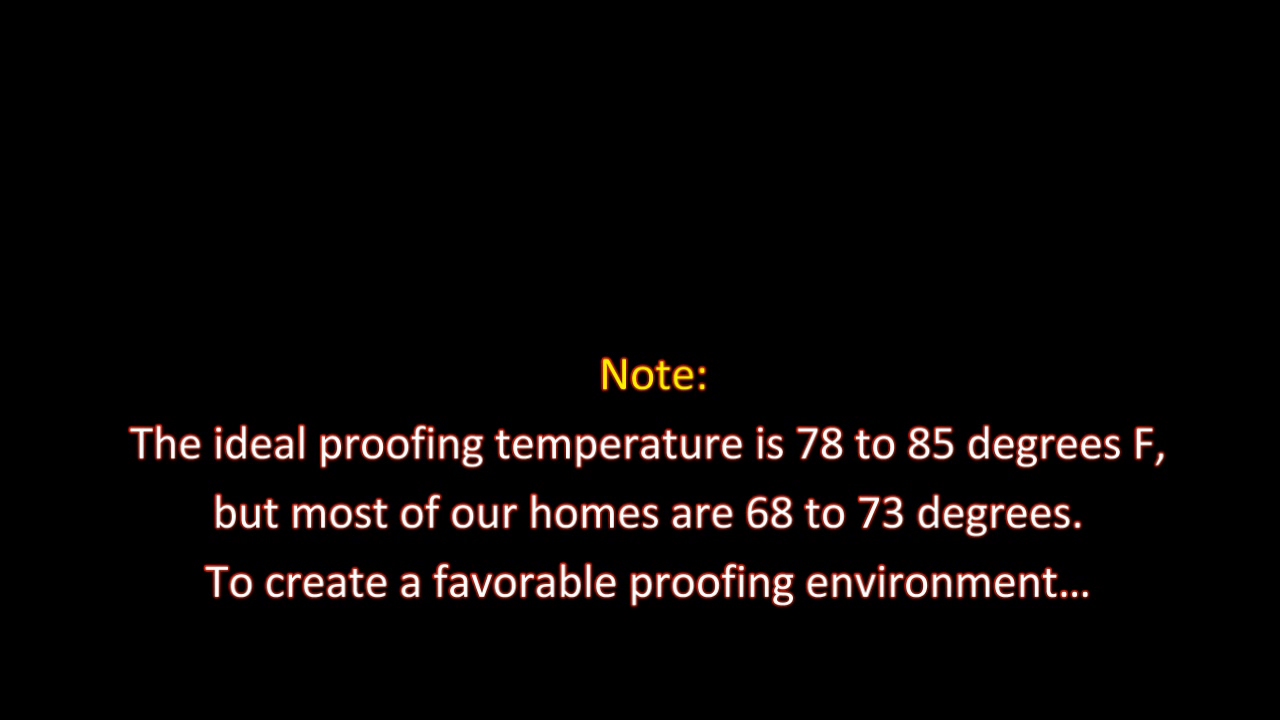 Note:
The ideal proofing temperature is 78 to 85 degrees F,
but most of our homes are 68 to 73 degrees.
To create a favorable proofing environment...